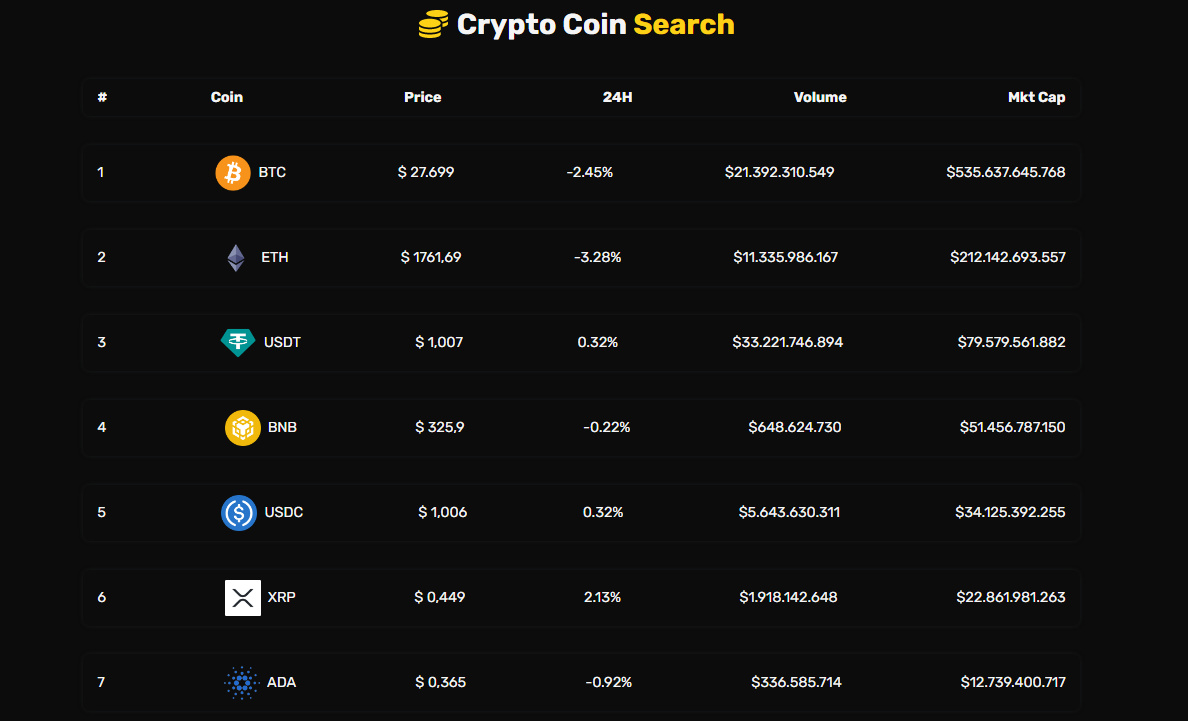 Crypto Coin Search
# Coin Price 24H Volume Mkt Cap
1 BTC $ 27.699 -2.45% $21.392.310.549 $535.637.645.768
2 ETH $ 1761,69 -3.28% $11.335.986.167 $212.142.693.557
3 USDT $ 1,007 0.32% $33.221.746.894 $79.579.561.882
4 BNB $ 325,9 -0.22% $648.624.730 $51.456.787.150
5 USDC $ 1,006 0.32% $5.643.630.311 $34.125.392.255
6 XRP $ 0,449 2.13% $1.918.142.648 $22.861.981.263
7 ADA $ 0,365 -0.92% $336.585.714 $12.739.400.717